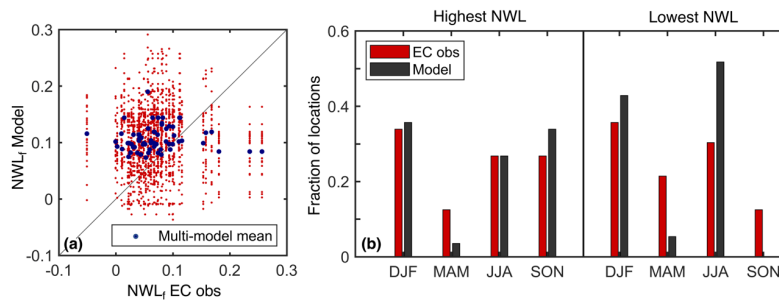 0.3
0.2
0.1
0
-0.1
NWLf Model
(a)
Multi-model mean
-0.1 0 0.1 0.2 0.3
NWLf EC obs
Highest NWL Lowest NWL
0.6
0.4
0.2
0
Fraction of locations
EC obs
Model
(b)
DJF MAM JJA SON DJF MAM JJA SON